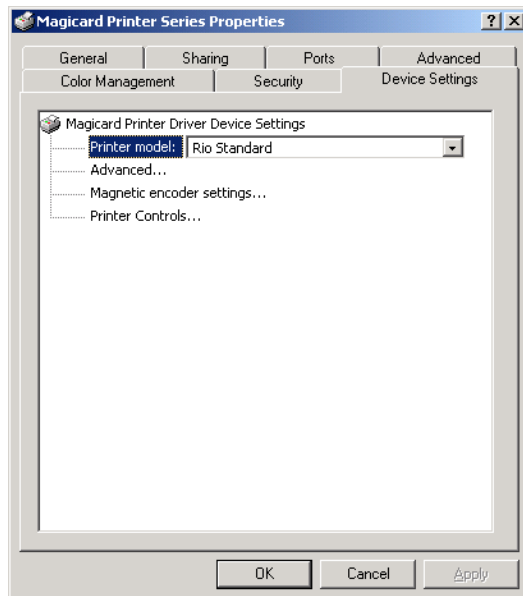 Magicard Printer Series Properties
General Sharing Ports Advanced
Color Management Security Device Settings
Magicard Printer Driver Device Settings
Printer model: Rio Standard
Advanced...
Magnetic encoder settings...
Printer Controls...
OK Cancel Apply